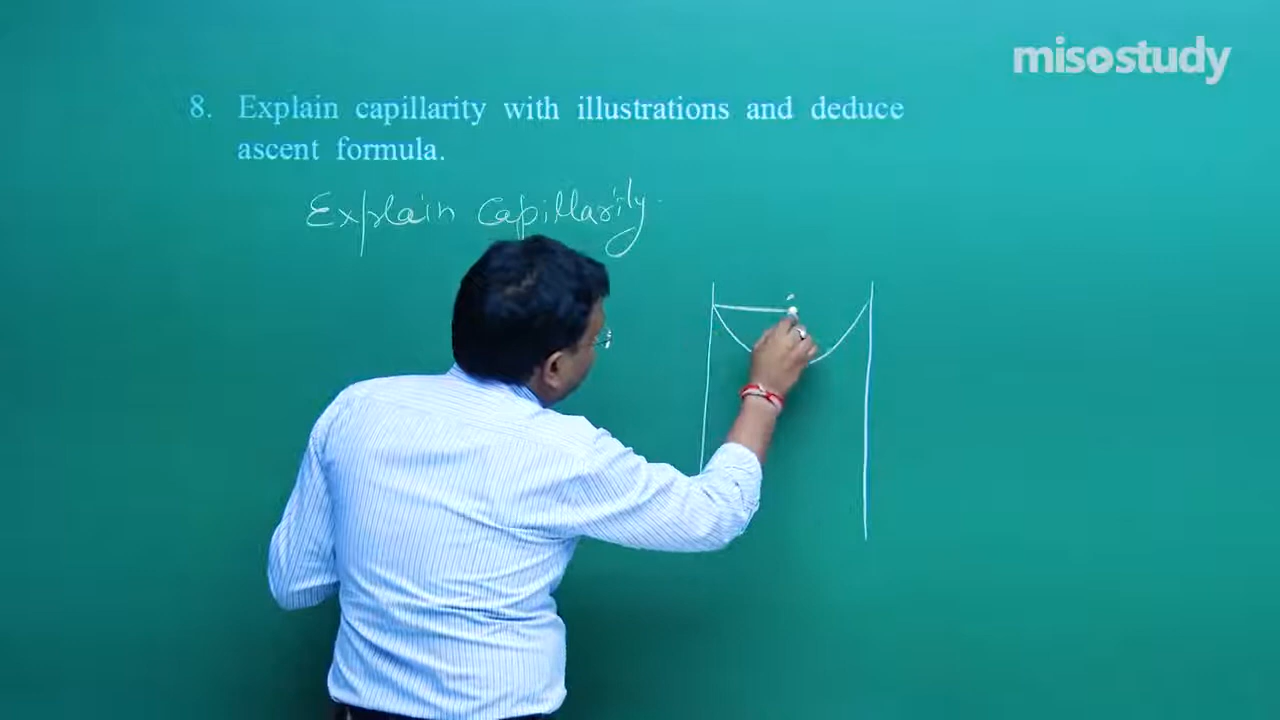 misostudy
8. Explain capillarity with illustrations and deduce
ascent formula.
Explain capillarity.